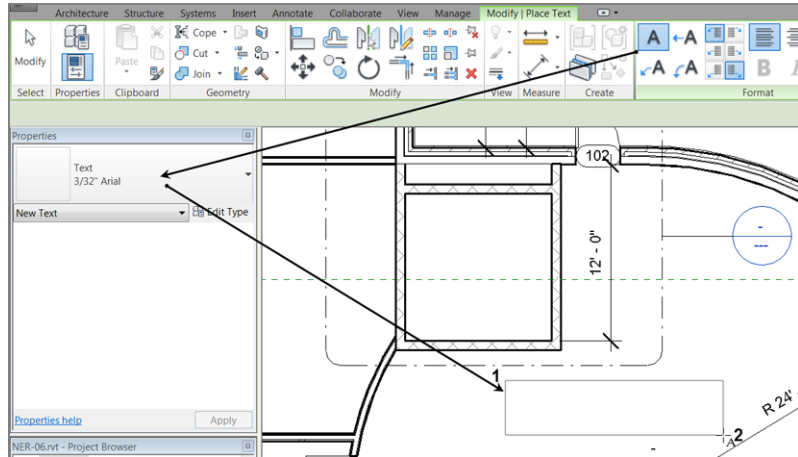 Architecture Structure Systems Insert Annotate Collaborate View Manage Modify | Place Text
Modify
Paste
Cope
Cut
Join
A A
A A B I
Select Properties Clipboard Geometry Modify View Measure Create Format
Properties
Text
3/32" Arial
New Text
Edit Type
102
12' - 0"
-
---
1
A 2
R 24'
-
Properties help
Apply
NER-06.rvt - Project Browser